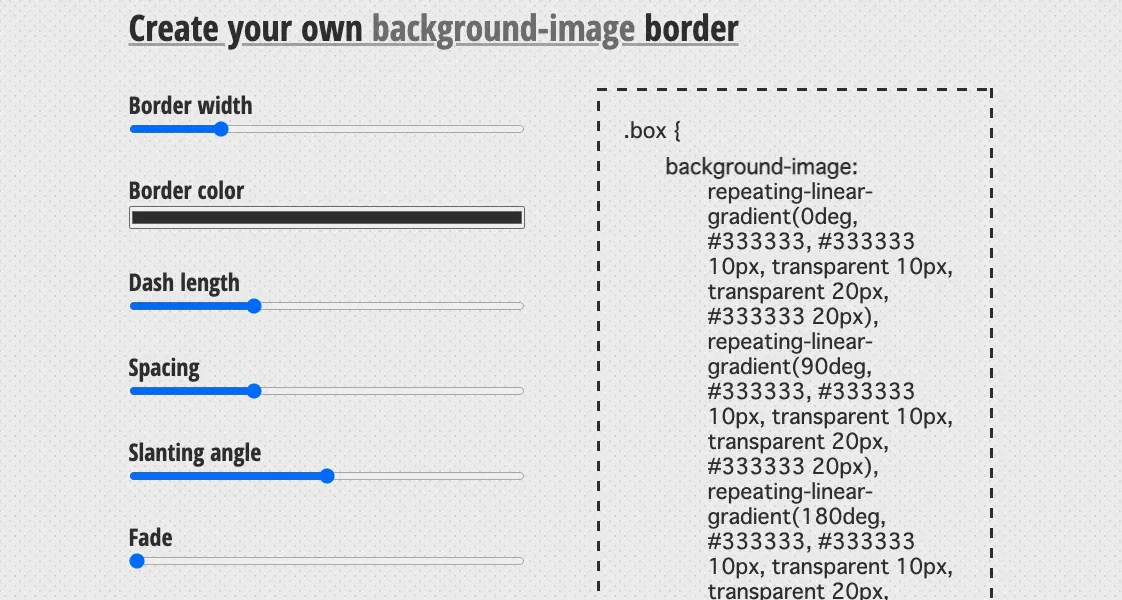 Create your own background-image border
Border width
Border color
Dash length
Spacing
Slanting angle
Fade
.box {
background-image:
repeating-linear-
gradient(0deg,
#333333, #333333
10px, transparent 10px,
transparent 20px,
#333333 20px),
repeating-linear-
gradient(90deg,
#333333, #333333
10px, transparent 10px,
transparent 20px,
#333333 20px),
repeating-linear-
gradient(180deg,
#333333, #333333
10px, transparent 10px,
transparent 20px,